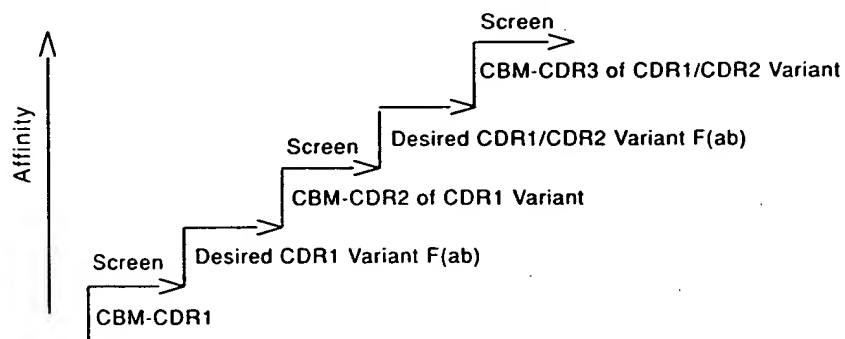 Screen
CBM-CDR3 of CDR1/CDR2 Variant
Desired CDR1/CDR2 Variant F(ab)
Screen
CBM-CDR2 of CDR1 Variant
Desired CDR1 Variant F(ab)
Screen
CBM-CDR1
Affinity